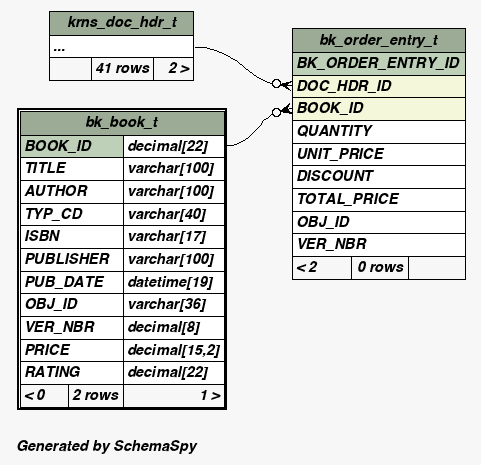 krns_doc_hdr_t
...
41 rows 2 >
bk_order_entry_t
BK_ORDER_ENTRY_ID
DOC_HDR_ID
BOOK_ID
QUANTITY
UNIT_PRICE
DISCOUNT
TOTAL_PRICE
OBJ_ID
VER_NBR
< 2 0 rows
bk_book_t
BOOK_ID decimal[22]
TITLE varchar[100]
AUTHOR varchar[100]
TYP_CD varchar[40]
ISBN varchar[17]
PUBLISHER varchar[100]
PUB_DATE datetime[19]
OBJ_ID varchar[36]
VER_NBR decimal[8]
PRICE decimal[15,2]
RATING decimal[22]
< 0 2 rows 1 >
Generated by SchemaSpy